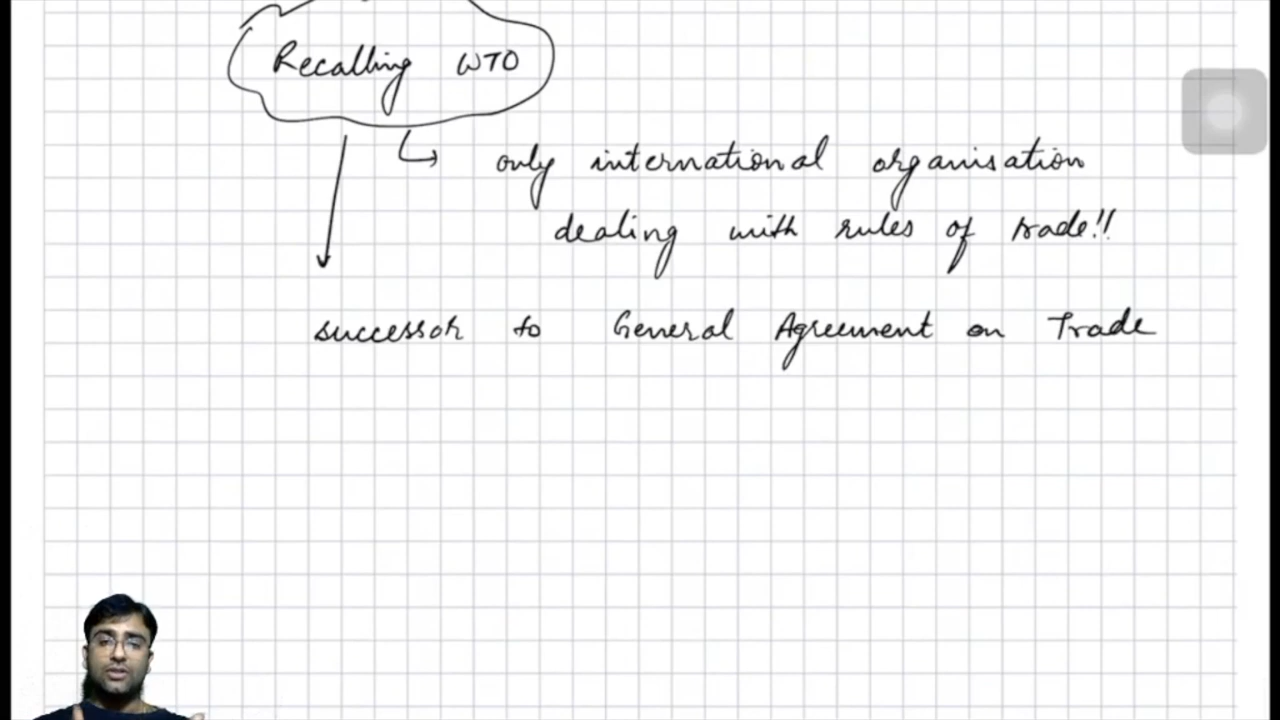 Recalling WTO
only international organisation
dealing with rules of trade!!
successor to General Agreement on Trade